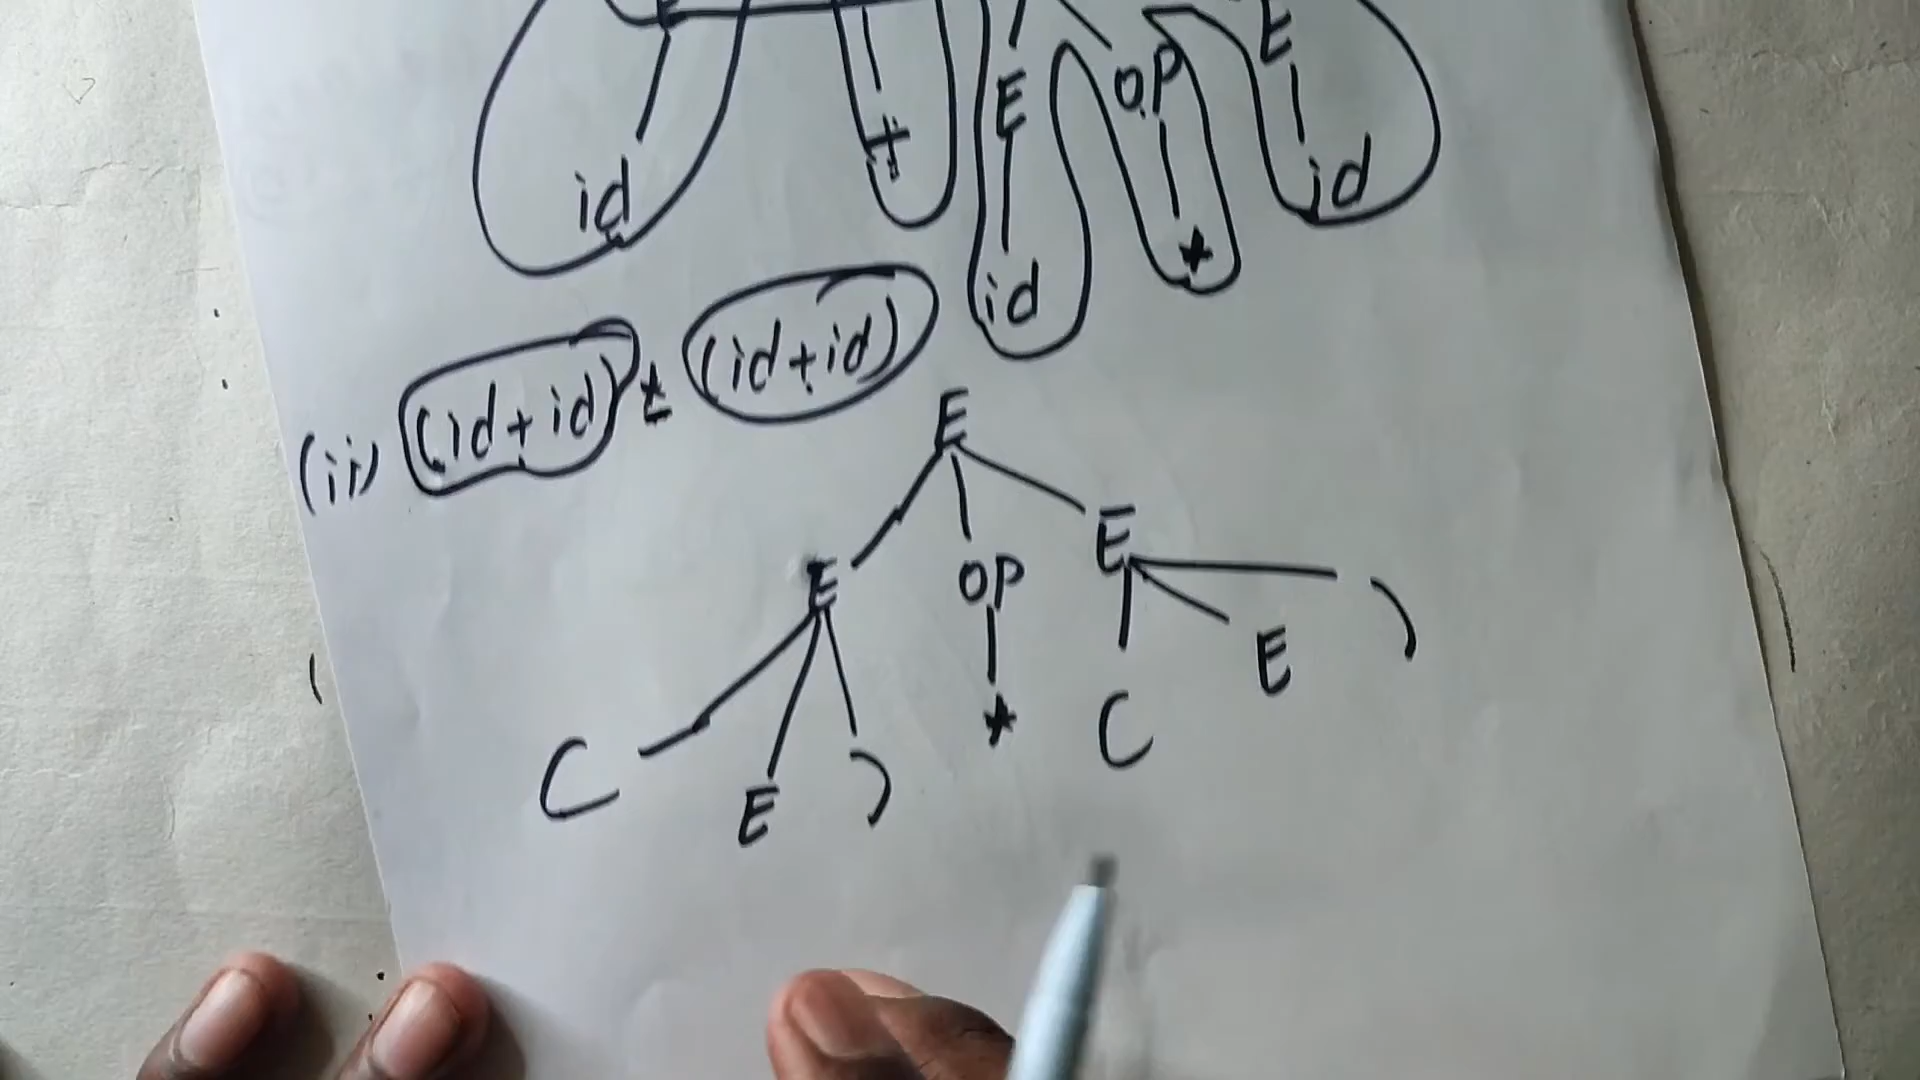 E OP E
+ id
id id *
(ii) (id+id) * (id+id)
E
E OP E
( E ) * ( E )